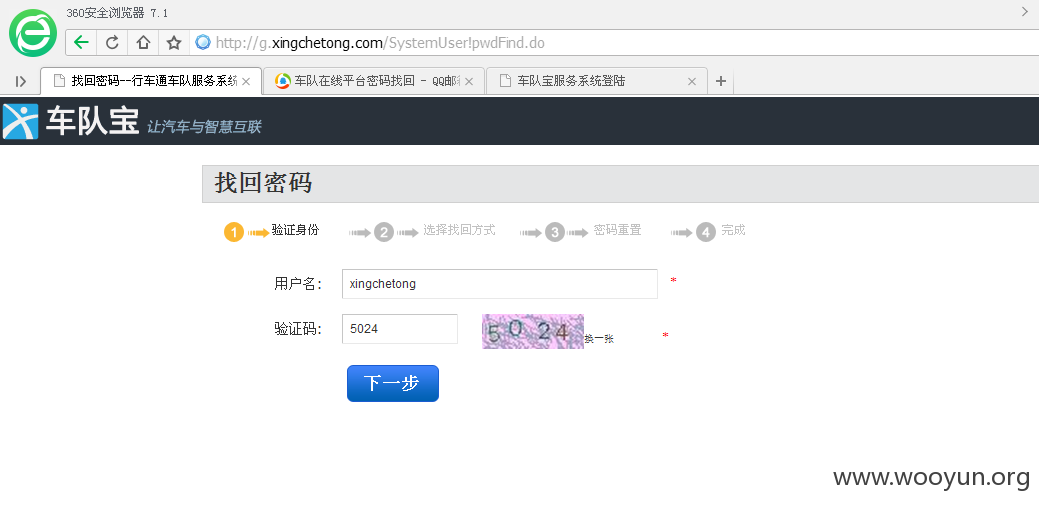 360安全浏览器 7.1
http://g.xingchetong.com/SystemUser!pwdFind.do
找回密码--行车通车队服务系统
车队在线平台密码找回 - QQ邮
车队宝服务系统登陆
车队宝 让汽车与智慧互联
找回密码
1 验证身份 2 选择找回方式 3 密码重置 4 完成
用户名: xingchetong *
验证码: 5024 5024 换一张 *
下一步
www.wooyun.org